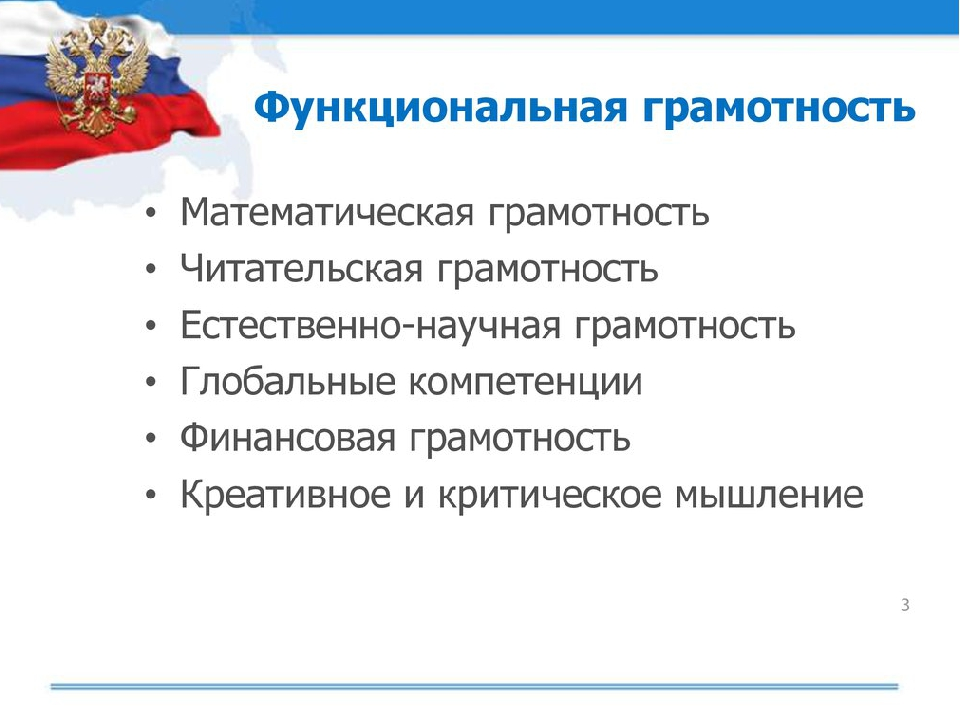 Функциональная грамотность
• Математическая грамотность
• Читательская грамотность
• Естественно-научная грамотность
• Глобальные компетенции
• Финансовая грамотность
• Креативное и критическое мышление
3